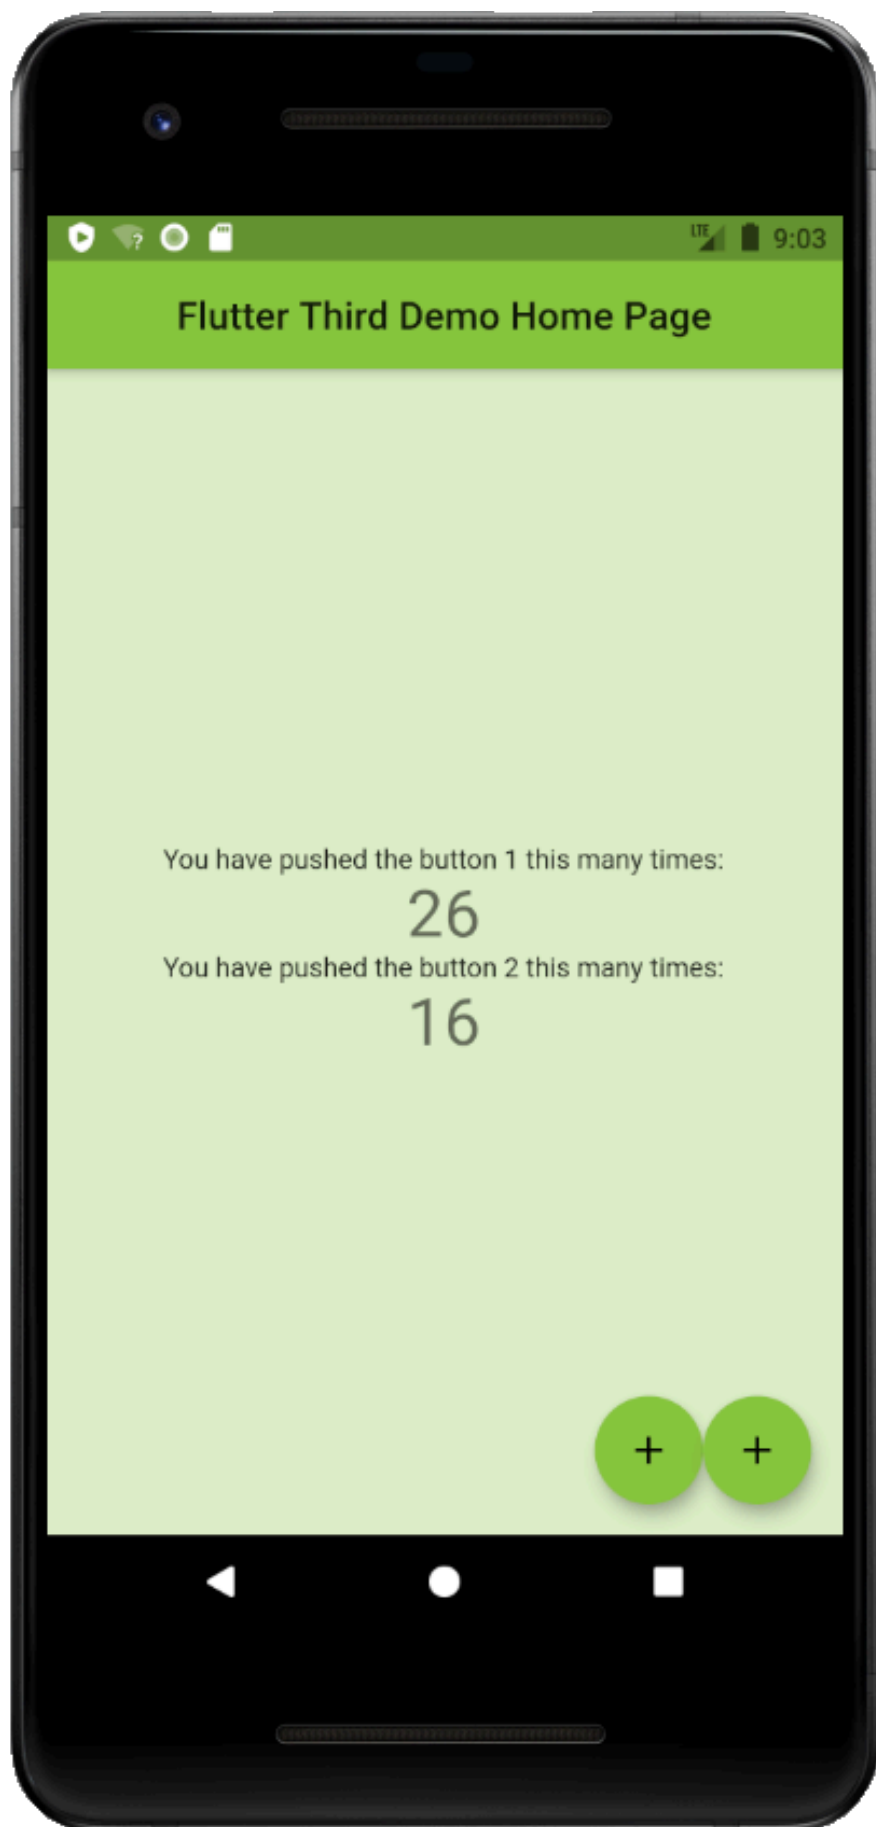 LTE 9:03
Flutter Third Demo Home Page
You have pushed the button 1 this many times:
26
You have pushed the button 2 this many times:
16
+ +